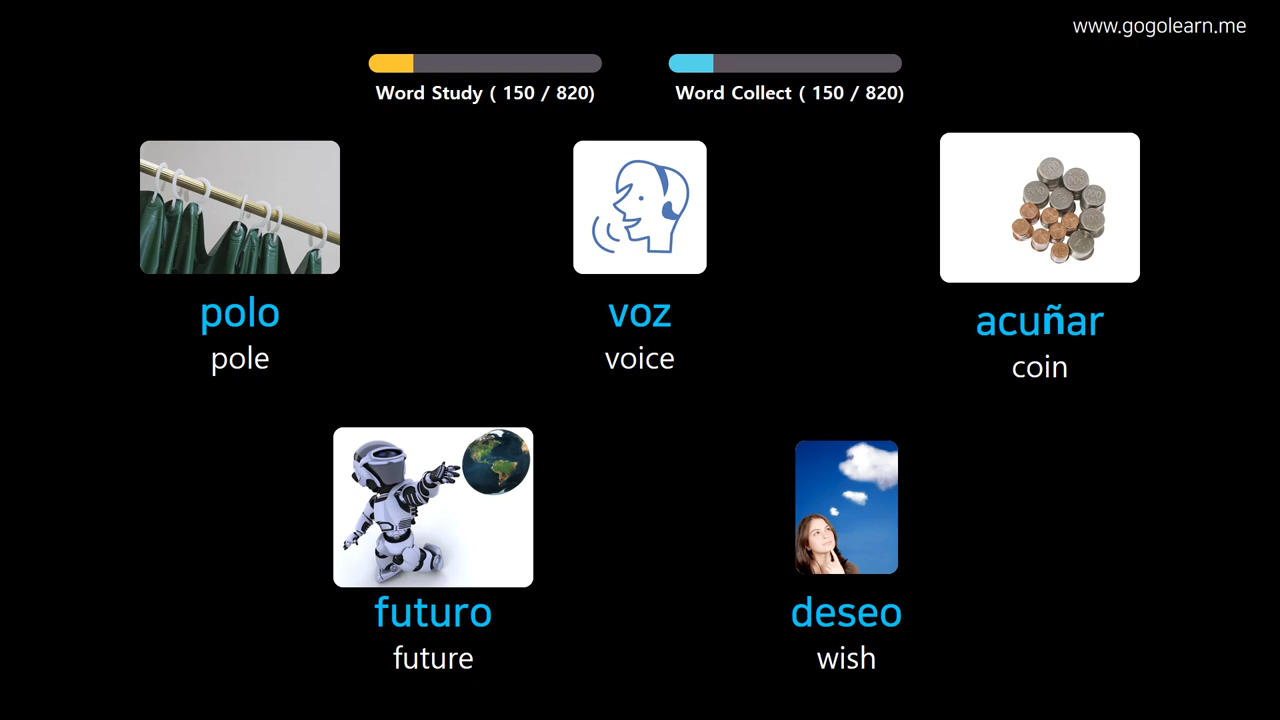 www.gogolearn.me
Word Study ( 150 / 820)
Word Collect ( 150 / 820)
polo
pole
voz
voice
acuñar
coin
futuro
future
deseo
wish